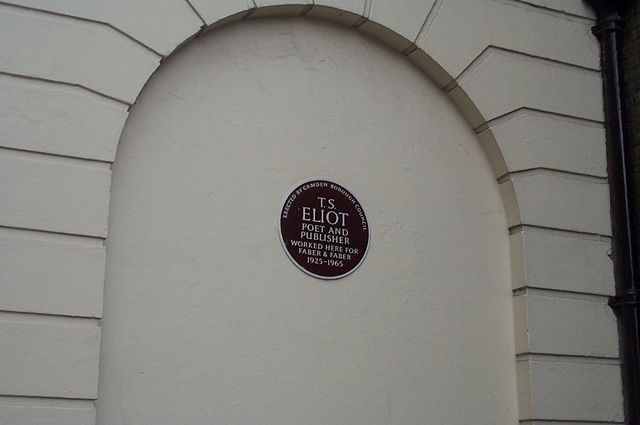 ERECTED BY CAMDEN BOROUGH COUNCIL
T.S.
ELIOT
POET AND
PUBLISHER
WORKED HERE FOR
FABER & FABER
1925-1965